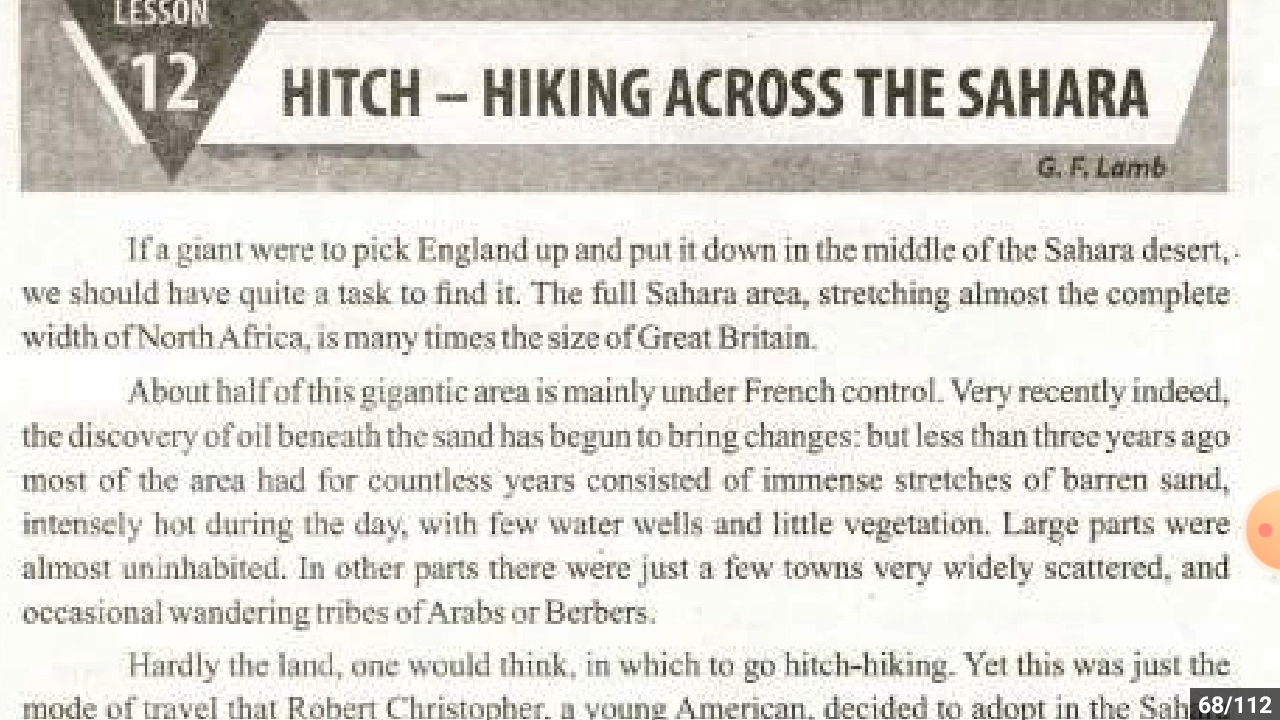 LESSON
12
HITCH – HIKING ACROSS THE SAHARA
G. F. Lamb
If a giant were to pick England up and put it down in the middle of the Sahara desert,
we should have quite a task to find it. The full Sahara area, stretching almost the complete
width of North Africa, is many times the size of Great Britain.
About half of this gigantic area is mainly under French control. Very recently indeed,
the discovery of oil beneath the sand has begun to bring changes: but less than three years ago
most of the area had for countless years consisted of immense stretches of barren sand,
intensely hot during the day, with few water wells and little vegetation. Large parts were
almost uninhabited. In other parts there were just a few towns very widely scattered, and
occasional wandering tribes of Arabs or Berbers.
Hardly the land, one would think, in which to go hitch-hiking. Yet this was just the
mode of travel that Robert Christopher, a young American, decided to adopt in the
68/112